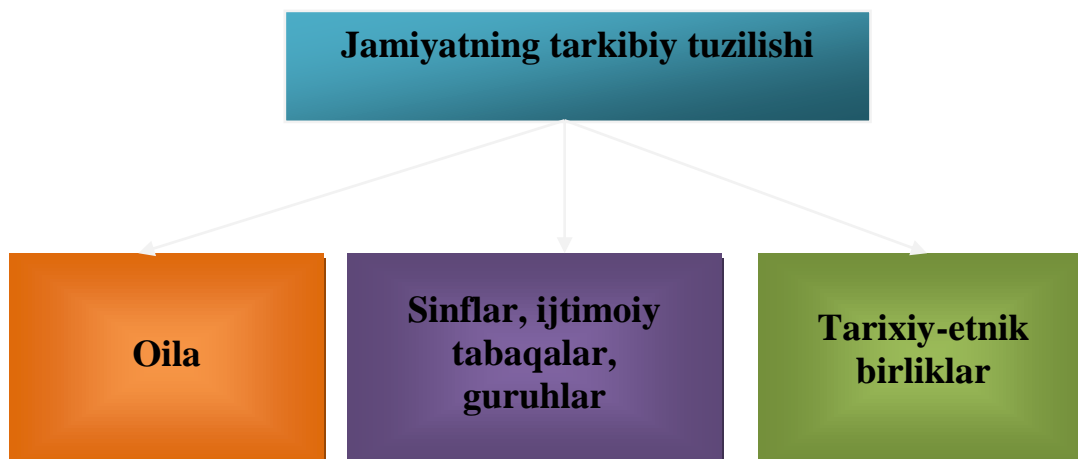 Jamiyatning tarkibiy tuzilishi
Oila
Sinflar, ijtimoiy
tabaqalar,
guruhlar
Tarixiy-etnik
birliklar